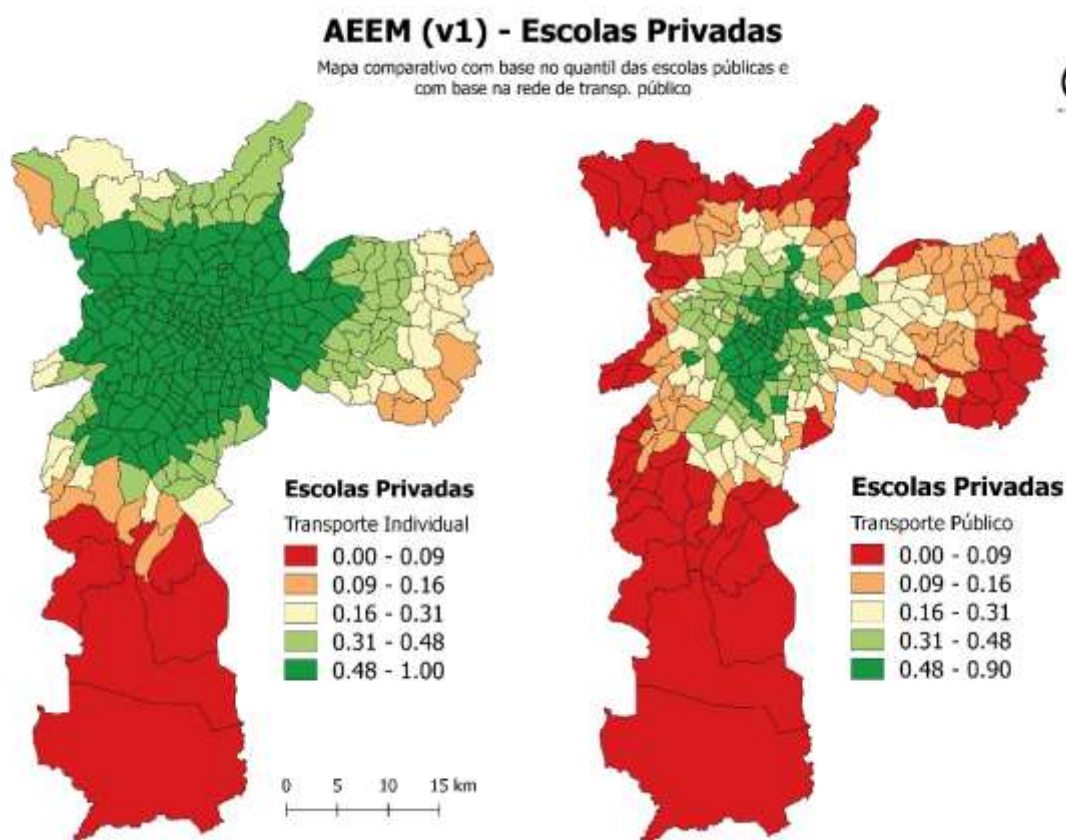 AEEM (v1) - Escolas Privadas
Mapa comparativo com base no quantil das escolas públicas e
com base na rede de transp. público
Escolas Privadas
Transporte Individual
0.00 - 0.09
0.09 - 0.16
0.16 - 0.31
0.31 - 0.48
0.48 - 1.00
0 5 10 15 km
Escolas Privadas
Transporte Público
0.00 - 0.09
0.09 - 0.16
0.16 - 0.31
0.31 - 0.48
0.48 - 0.90